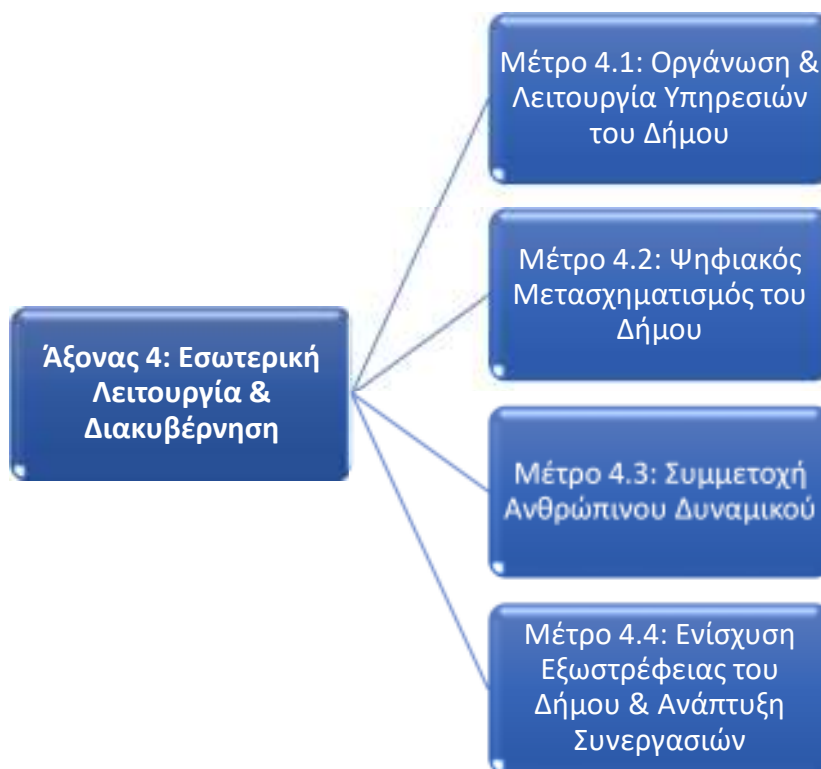 Άξονας 4: Εσωτερική
Λειτουργία &
Διακυβέρνηση
Μέτρο 4.1: Οργάνωση &
Λειτουργία Υπηρεσιών
του Δήμου
Μέτρο 4.2: Ψηφιακός
Μετασχηματισμός του
Δήμου
Μέτρο 4.3: Συμμετοχή
Ανθρώπινου Δυναμικού
Μέτρο 4.4: Ενίσχυση
Εξωστρέφειας του
Δήμου & Ανάπτυξη
Συνεργασιών